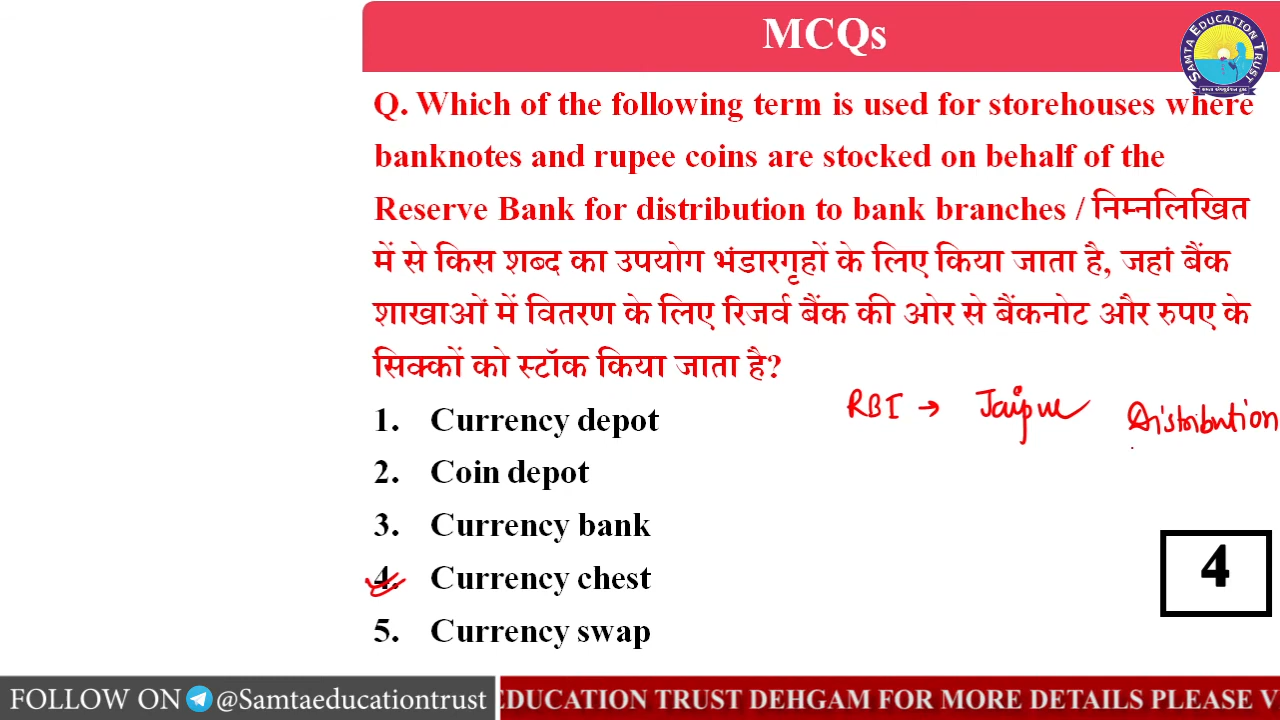 MCQs
SAMTA EDUCATION TRUST
Q. Which of the following term is used for storehouses where
banknotes and rupee coins are stocked on behalf of the
Reserve Bank for distribution to bank branches / निम्नलिखित
में से किस शब्द का उपयोग भंडारगृहों के लिए किया जाता है, जहां बैंक
शाखाओं में वितरण के लिए रिजर्व बैंक की ओर से बैंकनोट और रुपए के
सिक्कों को स्टॉक किया जाता है?
RBI → Jaipur
Distribution
1. Currency depot
2. Coin depot
3. Currency bank
4. Currency chest
5. Currency swap
4
FOLLOW ON @Samtaeducationtrust
EDUCATION TRUST DEHGAM FOR MORE DETAILS PLEASE V